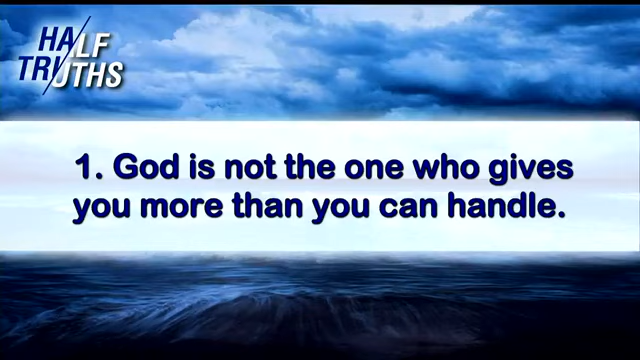 HALF
TRUTHS
1. God is not the one who gives
you more than you can handle.